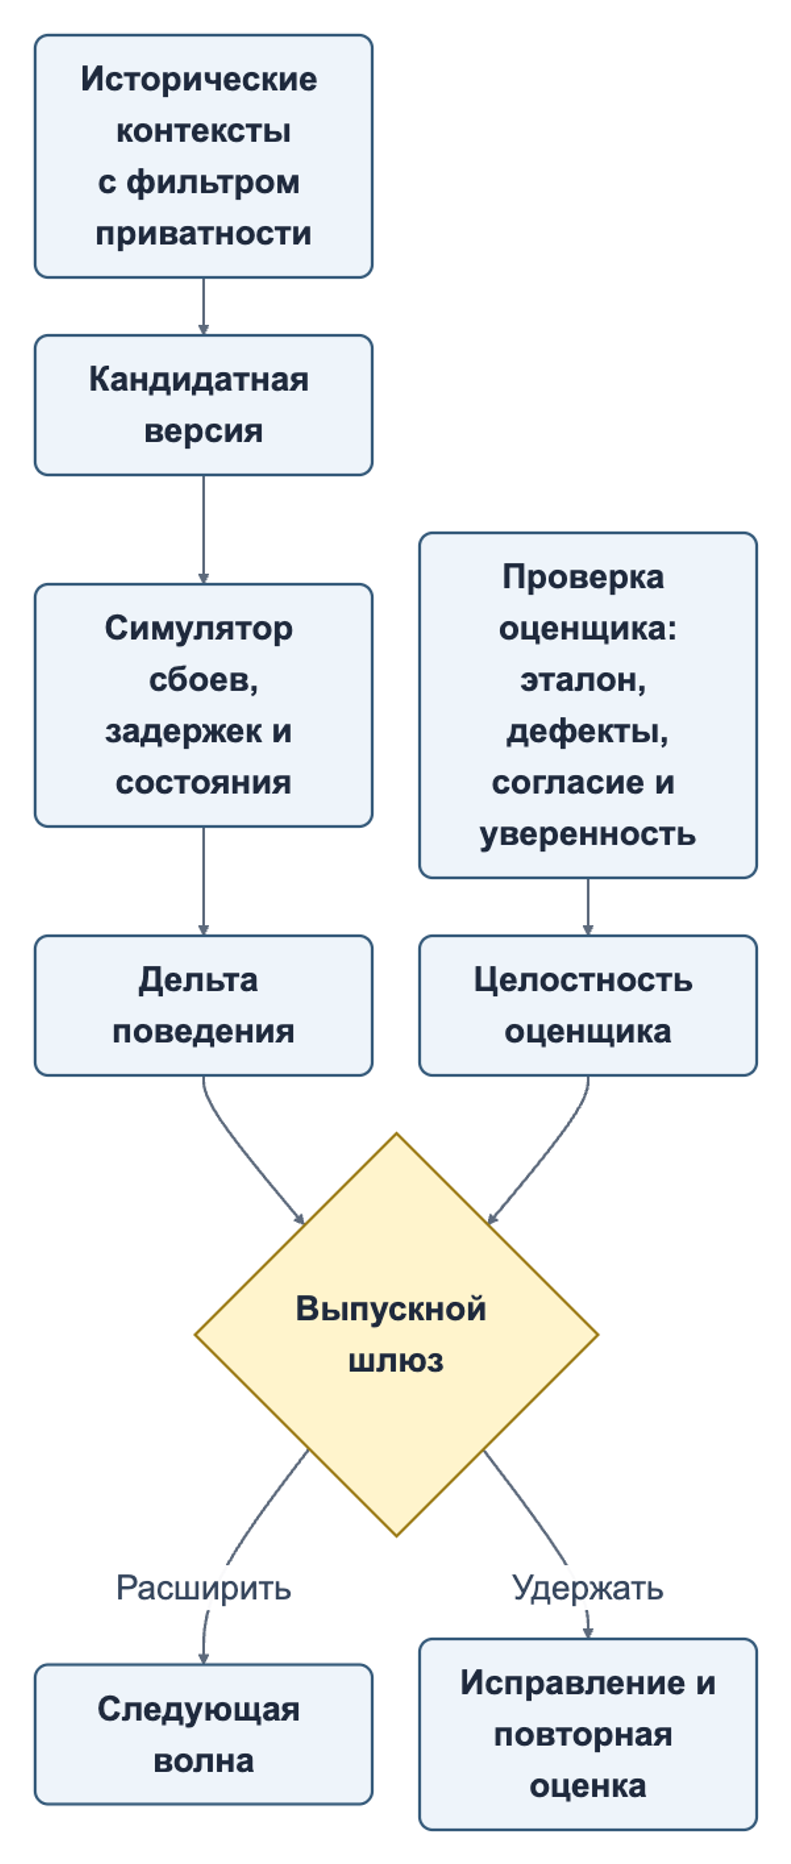 Исторические
контексты
с фильтром
приватности
Кандидатная
версия
Симулятор
сбоев,
задержек и
состояния
Проверка
оценщика:
эталон,
дефекты,
согласие и
уверенность
Дельта
поведения
Целостность
оценщика
Выпускной
шлюз
Расширить
Удержать
Следующая
волна
Исправление и
повторная
оценка